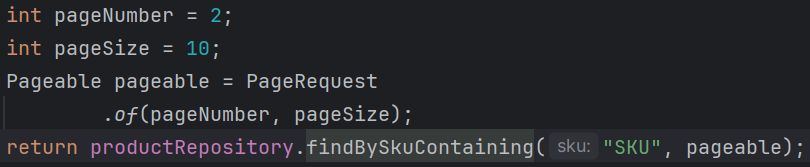 int pageNumber = 2;
int pageSize = 10;
Pageable pageable = PageRequest
.of(pageNumber, pageSize);
return productRepository.findBySkuContaining( sku: "SKU", pageable);